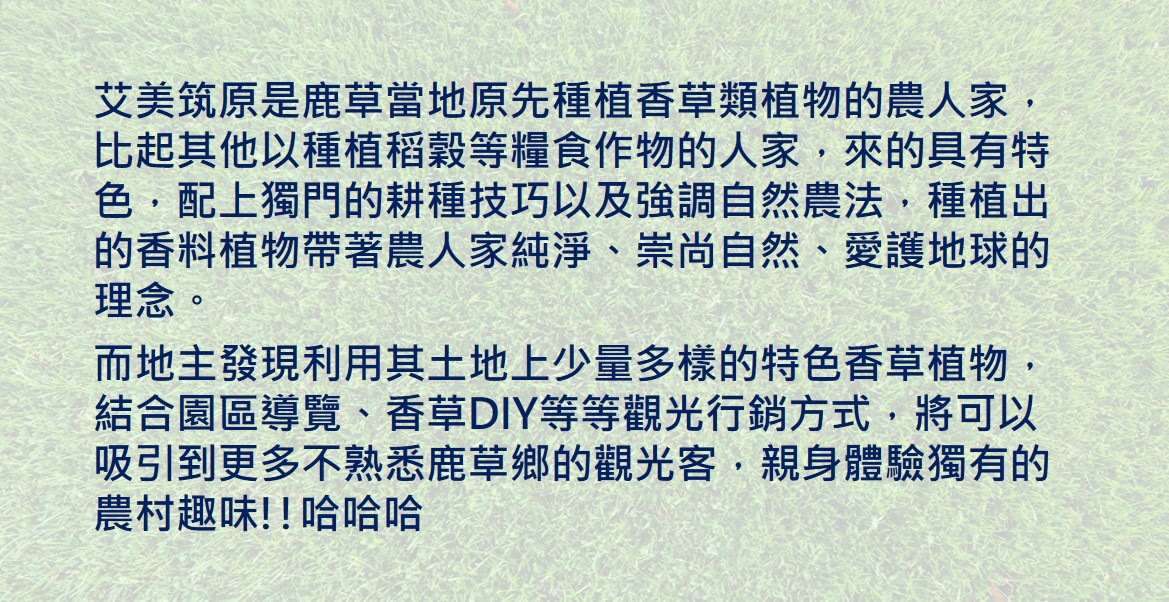 艾美筑原是鹿草當地原先種植香草類植物的農人家，
比起其他以種植稻穀等糧食作物的人家，來的具有特
色，配上獨門的耕種技巧以及強調自然農法，種植出
的香料植物帶著農人家純淨、崇尚自然、愛護地球的
理念。
而地主發現利用其土地上少量多樣的特色香草植物，
結合園區導覽、香草DIY等等觀光行銷方式，將可以
吸引到更多不熟悉鹿草鄉的觀光客，親身體驗獨有的
農村趣味!!哈哈哈